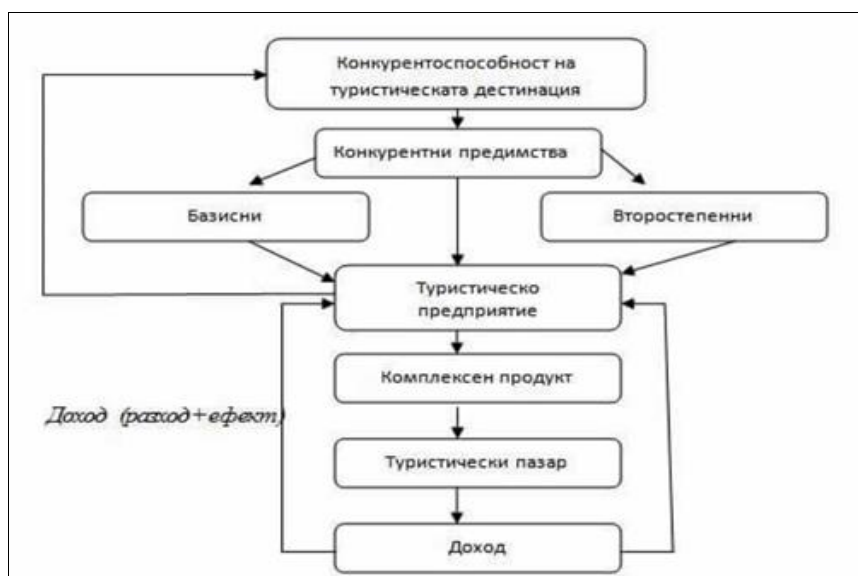 Конкурентоспособност на
туристическата дестинация
Конкурентни предимства
Базисни
Второстепенни
Туристическо
предприятие
Комплексен продукт
Доход (разход+ефект)
Туристически пазар
Доход